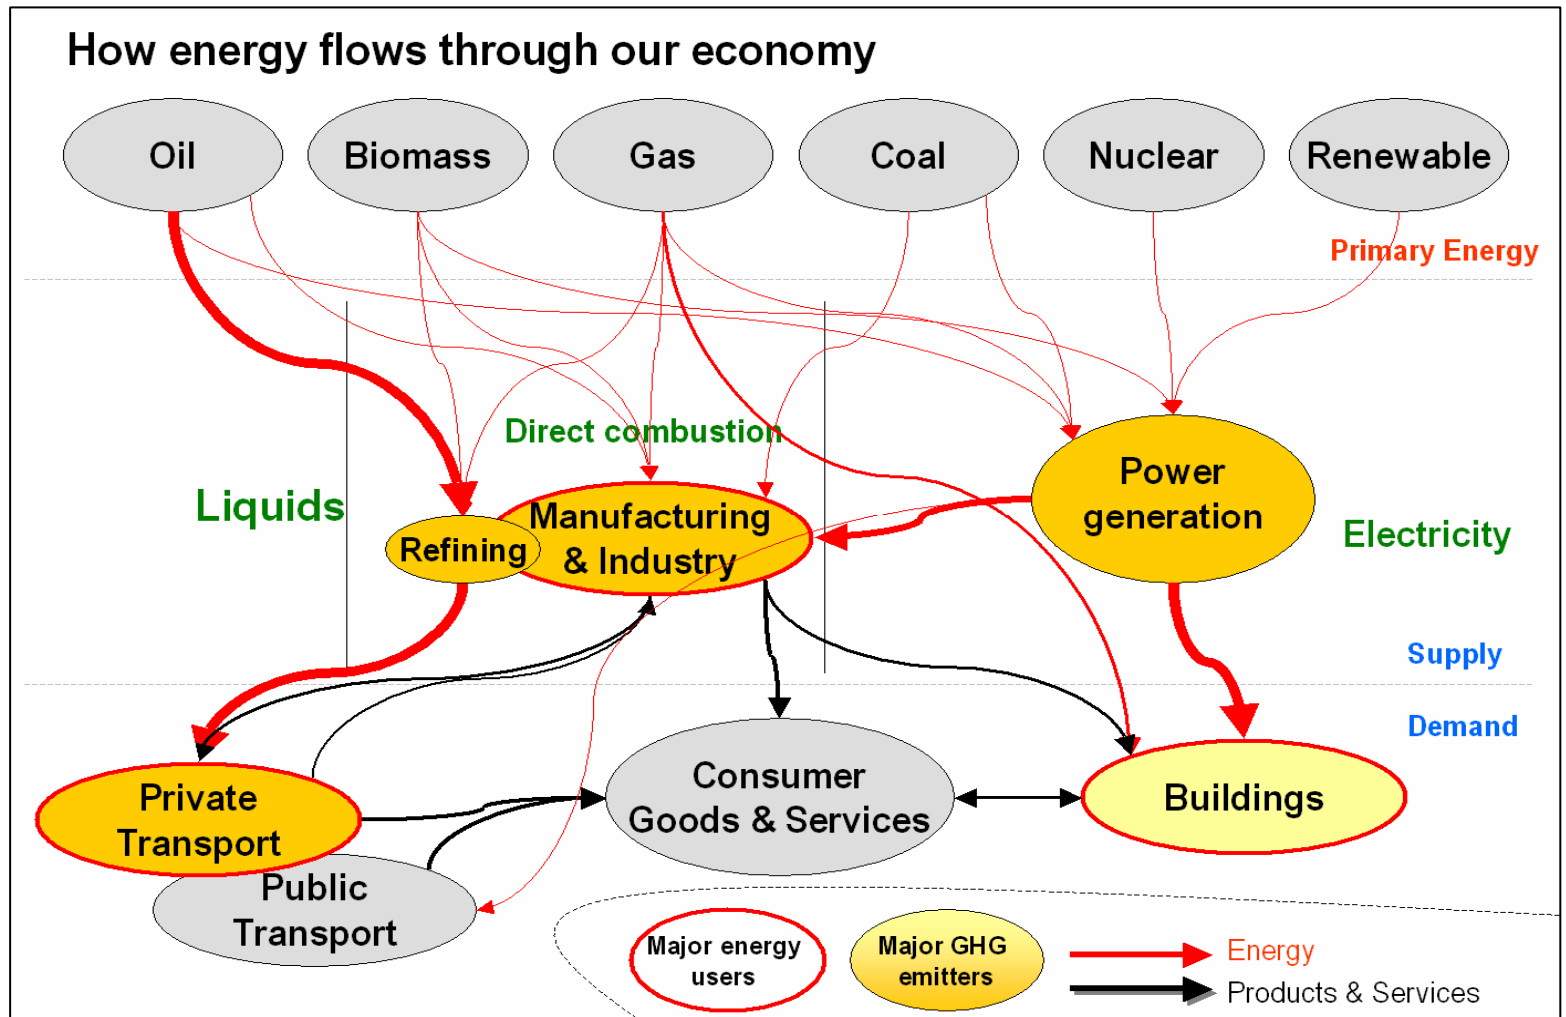 How energy flows through our economy
Oil
Biomass
Gas
Coal
Nuclear
Renewable
Primary Energy
Direct combustion
Liquids
Manufacturing
& Industry
Refining
Power
generation
Electricity
Supply
Demand
Private
Transport
Public
Transport
Consumer
Goods & Services
Buildings
Major energy
users
Major GHG
emitters
Energy
Products & Services